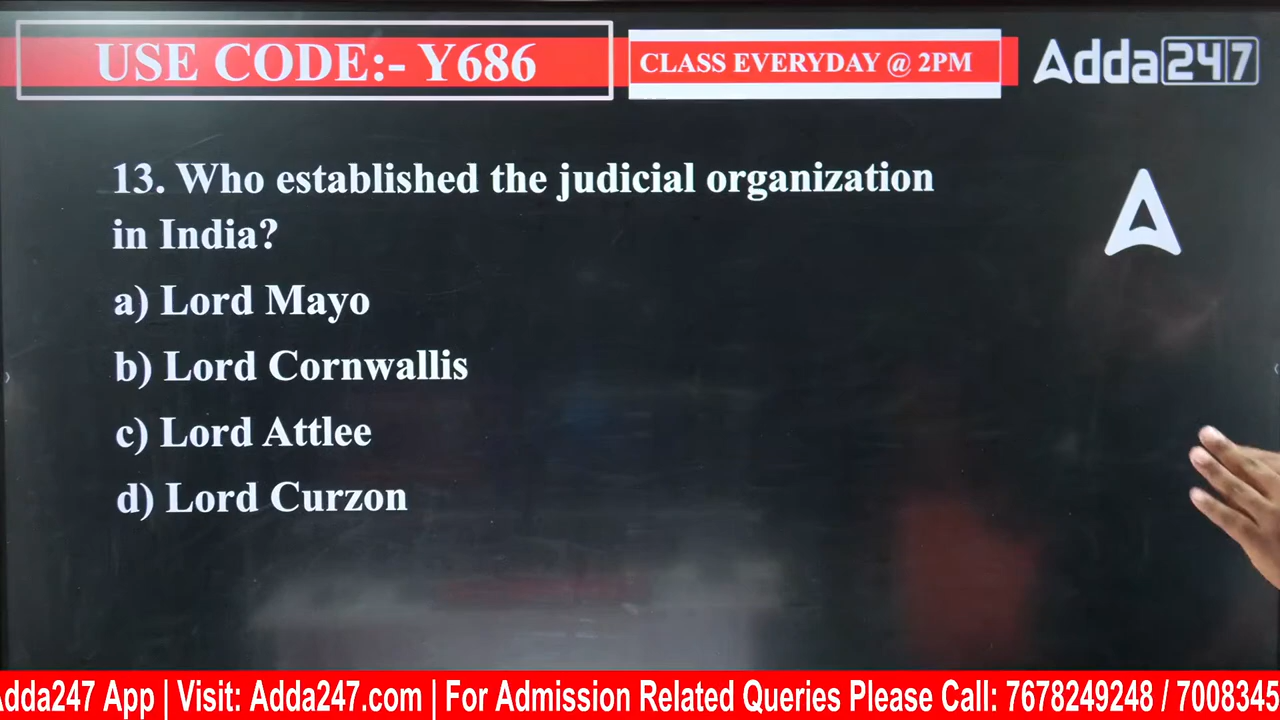 USE CODE:- Y686
CLASS EVERYDAY @ 2PM
Adda247
13. Who established the judicial organization
in India?
a) Lord Mayo
b) Lord Cornwallis
c) Lord Attlee
d) Lord Curzon
Adda247 App | Visit: Adda247.com | For Admission Related Queries Please Call: 7678249248 / 7008345